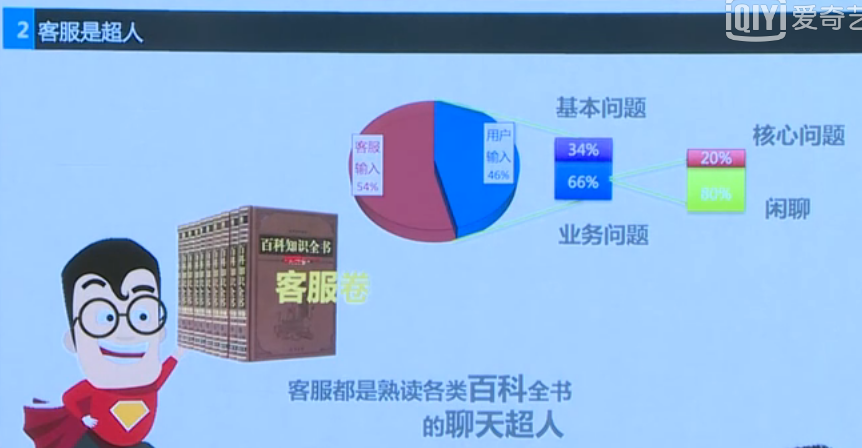 iQIYI 爱奇艺
2 客服是超人
基本问题
核心问题
客服
输入
54%
用户
输入
46%
34%
66%
20%
80%
业务问题
闲聊
百科知识全书
客服卷
客服都是熟读各类百科全书
的聊天超人